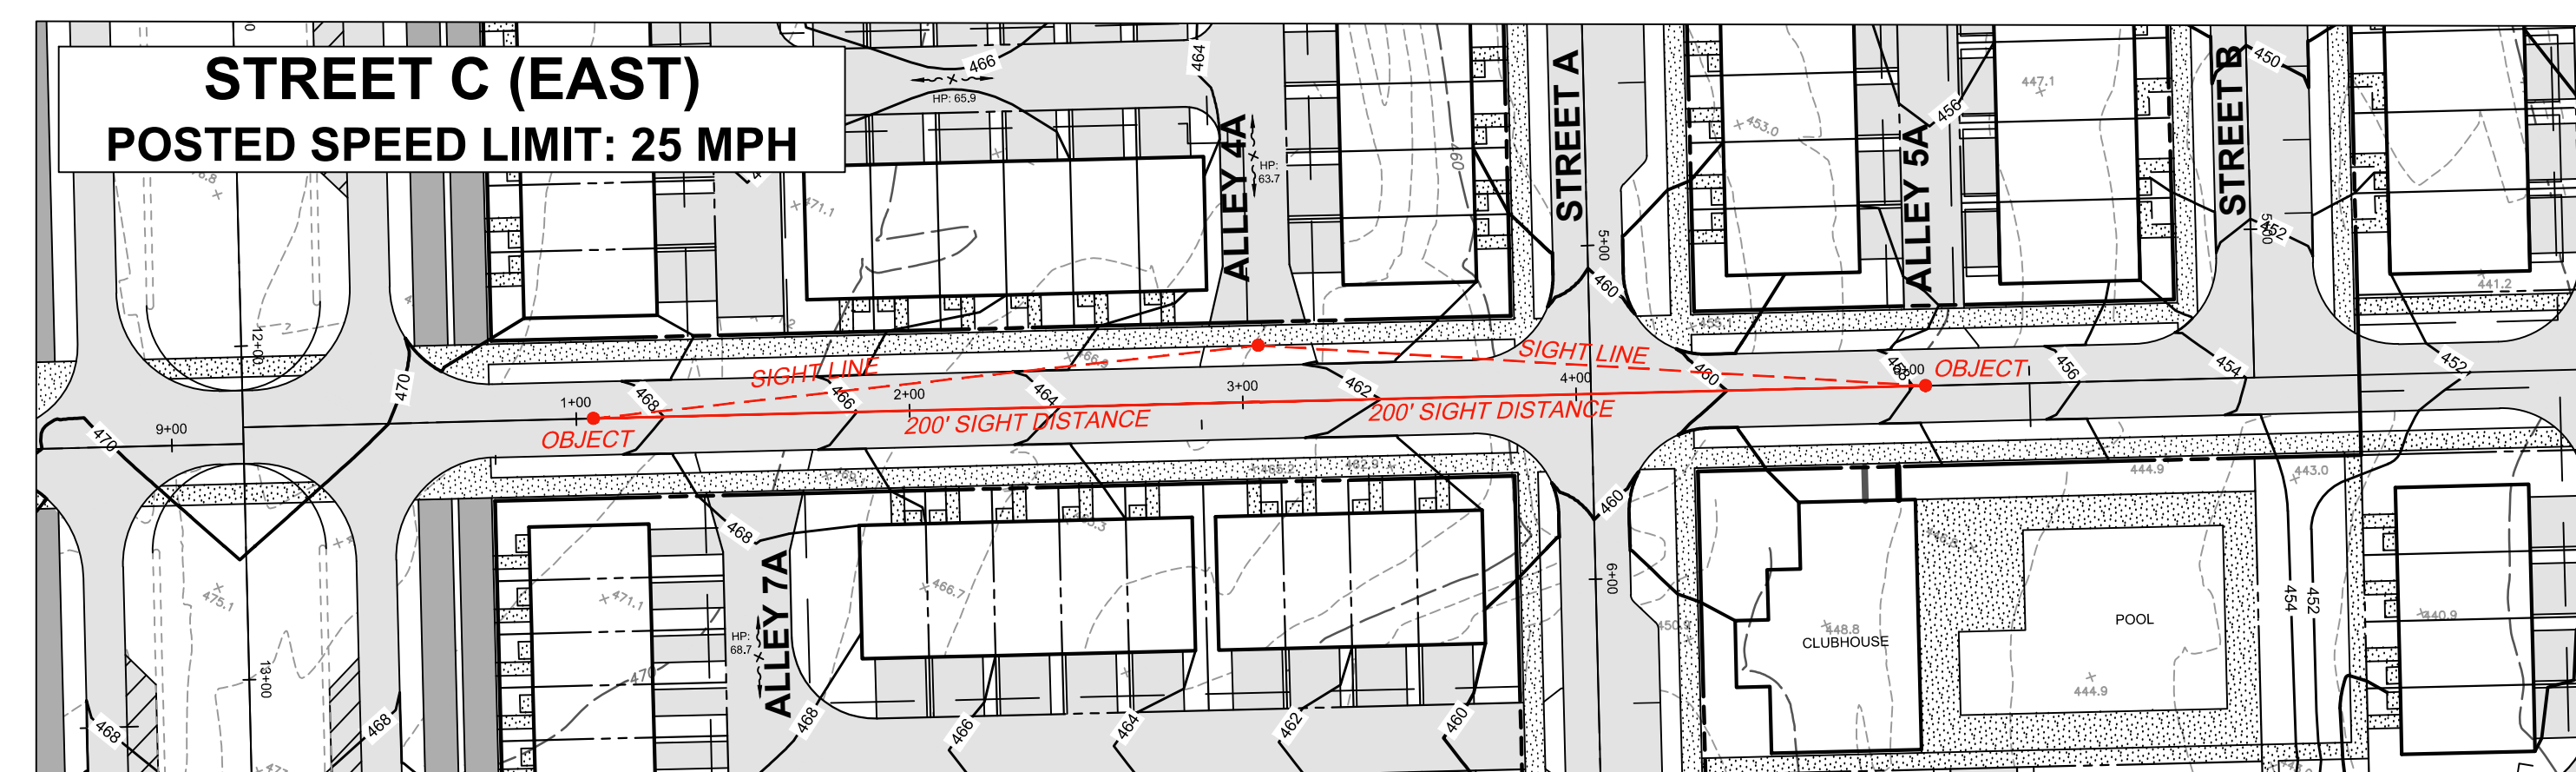 STREET C (EAST)
POSTED SPEED LIMIT: 25 MPH
466
HP: 65.9
464
ALLEY 4A
HP:
63.7
471.1
460
STREET A
5+00
460
453.0
456
ALLEY 5A
447.1
STREET B
450
452
441.2
12+00
470
470
9+00
1+00
468
SIGHT LINE
466
2+00
464
3+00
462
SIGHT LINE
4+00
460
OBJECT
456
454
452
OBJECT
200' SIGHT DISTANCE
200' SIGHT DISTANCE
468
ALLEY 7A
HP:
68.7
475.1
471.1
466.7
470
13+00
460
6+00
444.9
443.0
448.8
CLUBHOUSE
POOL
444.9
454
452
440.9
468
468
468
466
464
462
460